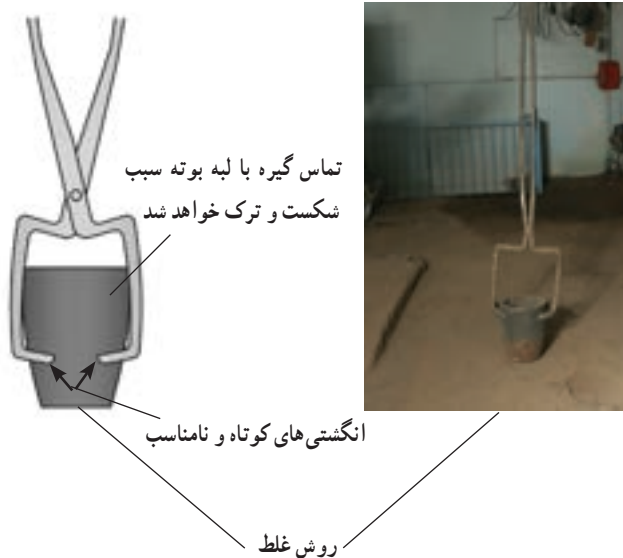 تماس گیره با لبه بوته سبب
شکست و ترک خواهد شد
انگشتی‌های کوتاه و نامناسب
روش غلط